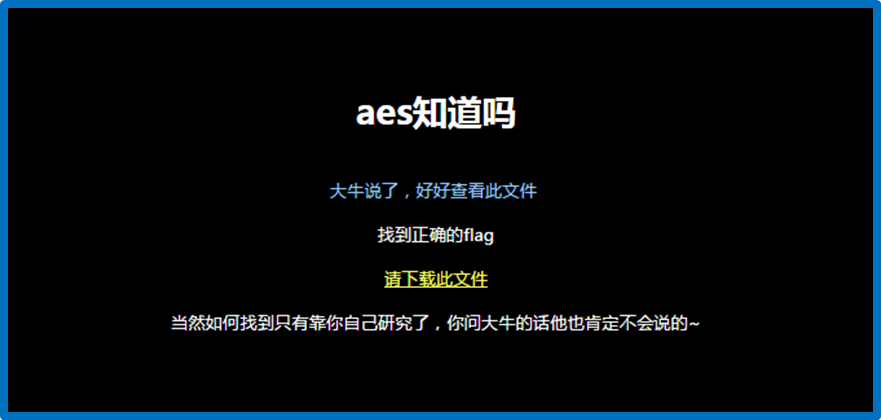 aes知道吗
大牛说了，好好查看此文件
找到正确的flag
请下载此文件
当然如何找到只有靠你自己研究了，你问大牛的话他也肯定不会说的~